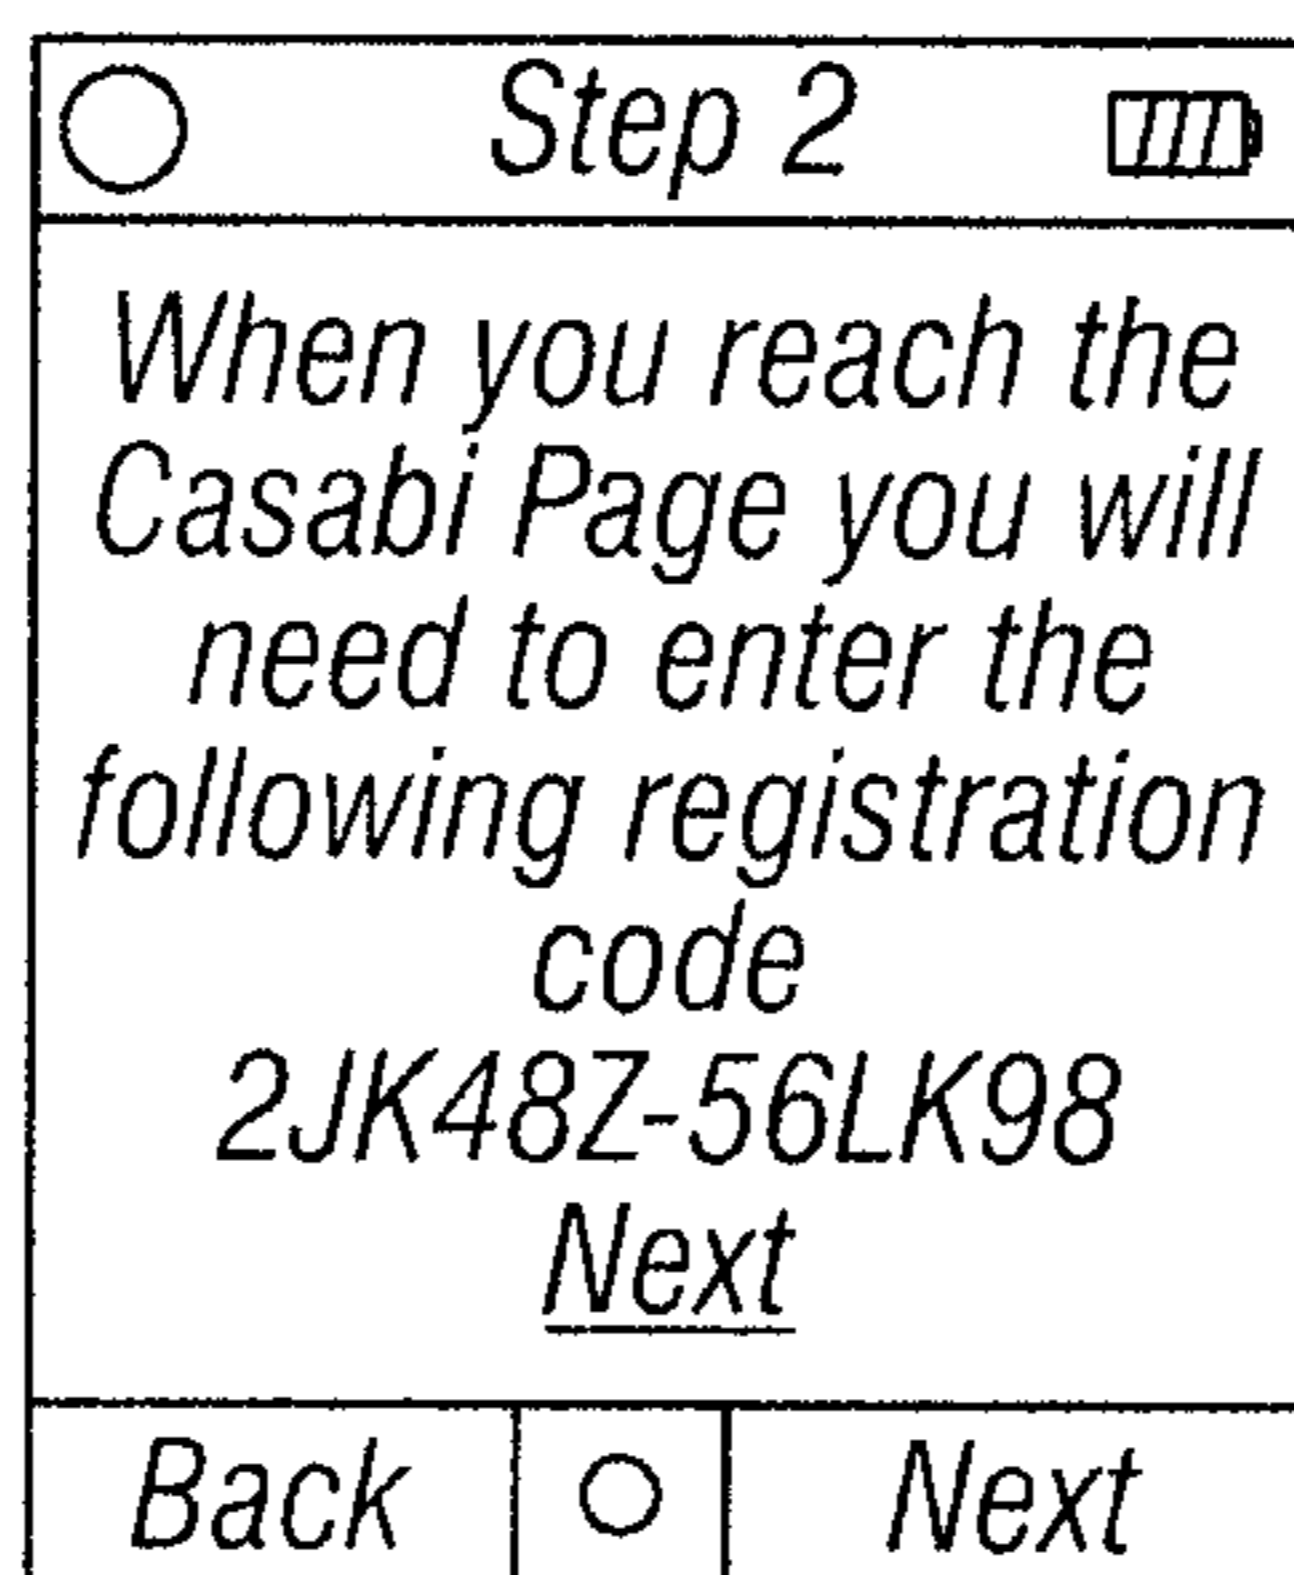 Step 2
When you reach the
Casabi Page you will
need to enter the
following registration
code
2JK48Z-56LK98
Next
Back
Next